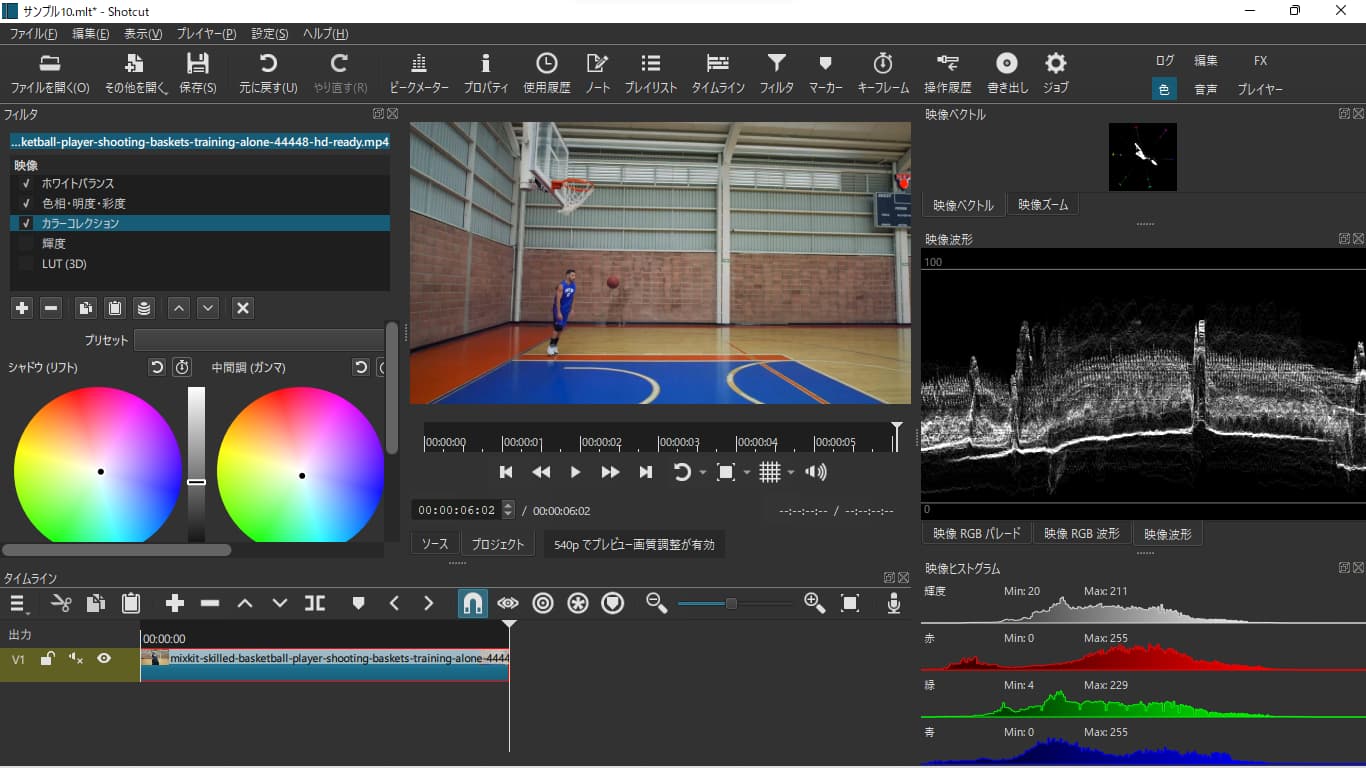 サンプル10.mlt* - Shotcut
ファイル(F) 編集(E) 表示(V) プレイヤー(P) 設定(S) ヘルプ(H)
ファイルを開く(O) その他を開く 保存(S) 元に戻す(U) やり直す(R) ピークメーター プロパティ 使用履歴 ノート プレイリスト タイムライン フィルタ マーカー キーフレーム 操作履歴 書き出し ジョブ
ログ 編集 FX
色 音声 プレイヤー
フィルタ
...ketball-player-shooting-baskets-training-alone-44448-hd-ready.mp4
映像
ホワイトバランス
色相・明度・彩度
カラーコレクション
輝度
LUT (3D)
プリセット
シャドウ (リフト) 中間調 (ガンマ)
00:00:00 00:00:01 00:00:02 00:00:03 00:00:04 00:00:05
00:00:06:02 / 00:00:06:02 --:--:--:-- / --:--:--:--
ソース プロジェクト 540p でプレビュー画質調整が有効
映像ベクトル
映像ベクトル 映像ズーム
映像波形
100
0
映像 RGB パレード 映像 RGB 波形 映像波形
映像ヒストグラム
輝度 Min: 20 Max: 211
赤 Min: 0 Max: 255
緑 Min: 4 Max: 229
青 Min: 0 Max: 255
タイムライン
出力
00:00:00
V1
mixkit-skilled-basketball-player-shooting-baskets-training-alone-4444